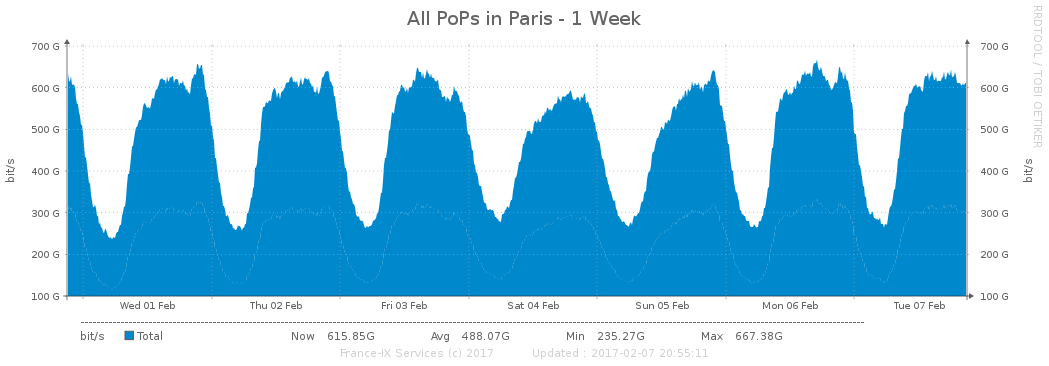 All PoPs in Paris - 1 Week
RRDTOOL / TOBI OETIKER
bit/s
700 G
600 G
500 G
400 G
300 G
200 G
100 G
700 G
600 G
500 G
400 G
300 G
200 G
100 G
bit/s
Wed 01 Feb Thu 02 Feb Fri 03 Feb Sat 04 Feb Sun 05 Feb Mon 06 Feb Tue 07 Feb
bit/s Total Now 615.85G Avg 488.07G Min 235.27G Max 667.38G
France-IX Services (c) 2017 Updated : 2017-02-07 20:55:11